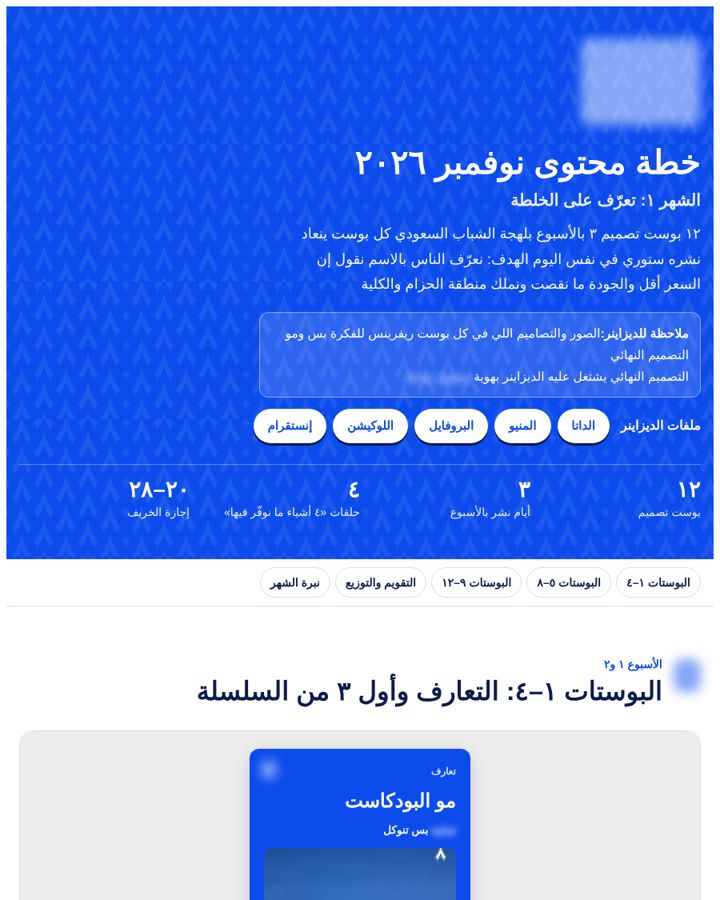 خطة محتوى نوفمبر ٢٠٢٦
الشهر ١: تعرّف على الخلطة
١٢ بوست تصميم ٣ بالأسبوع بلهجة الشباب السعودي كل بوست ينعاد
نشره ستوري في نفس اليوم الهدف: نعرّف الناس بالاسم نقول إن
السعر أقل والجودة ما نقصت ونملك منطقة الحزام والكلية
ملاحظة للديزاينر:الصور والتصاميم اللي في كل بوست ريفرينس للفكرة بس ومو
التصميم النهائي
التصميم النهائي يشتغل عليه الديزاينر بهوية
ملفات الديزاينر
الداتا
المنيو
البروفايل
اللوكيشن
إنستقرام
١٢
بوست تصميم
٣
أيام نشر بالأسبوع
٤
حلقات «٤ أشياء ما نوفّر فيها»
٢٠–٢٨
إجازة الخريف
البوستات ١–٤
البوستات ٥–٨
البوستات ٩–١٢
التقويم والتوزيع
نبرة الشهر
الأسبوع ١ و٢
البوستات ١–٤: التعارف وأول ٣ من السلسلة
تعارف
مو البودكاست
بس تنوكل